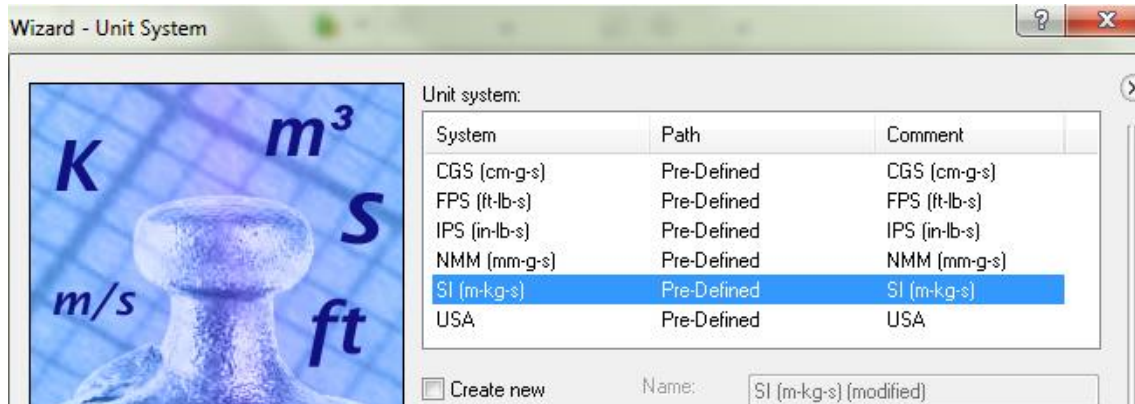 Wizard - Unit System
K
m³
s
m/s
ft
Unit system:
System Path Comment
CGS (cm-g-s) Pre-Defined CGS (cm-g-s)
FPS (ft-lb-s) Pre-Defined FPS (ft-lb-s)
IPS (in-lb-s) Pre-Defined IPS (in-lb-s)
NMM (mm-g-s) Pre-Defined NMM (mm-g-s)
SI (m-kg-s) Pre-Defined SI (m-kg-s)
USA Pre-Defined USA
Create new Name: SI (m-kg-s) (modified)